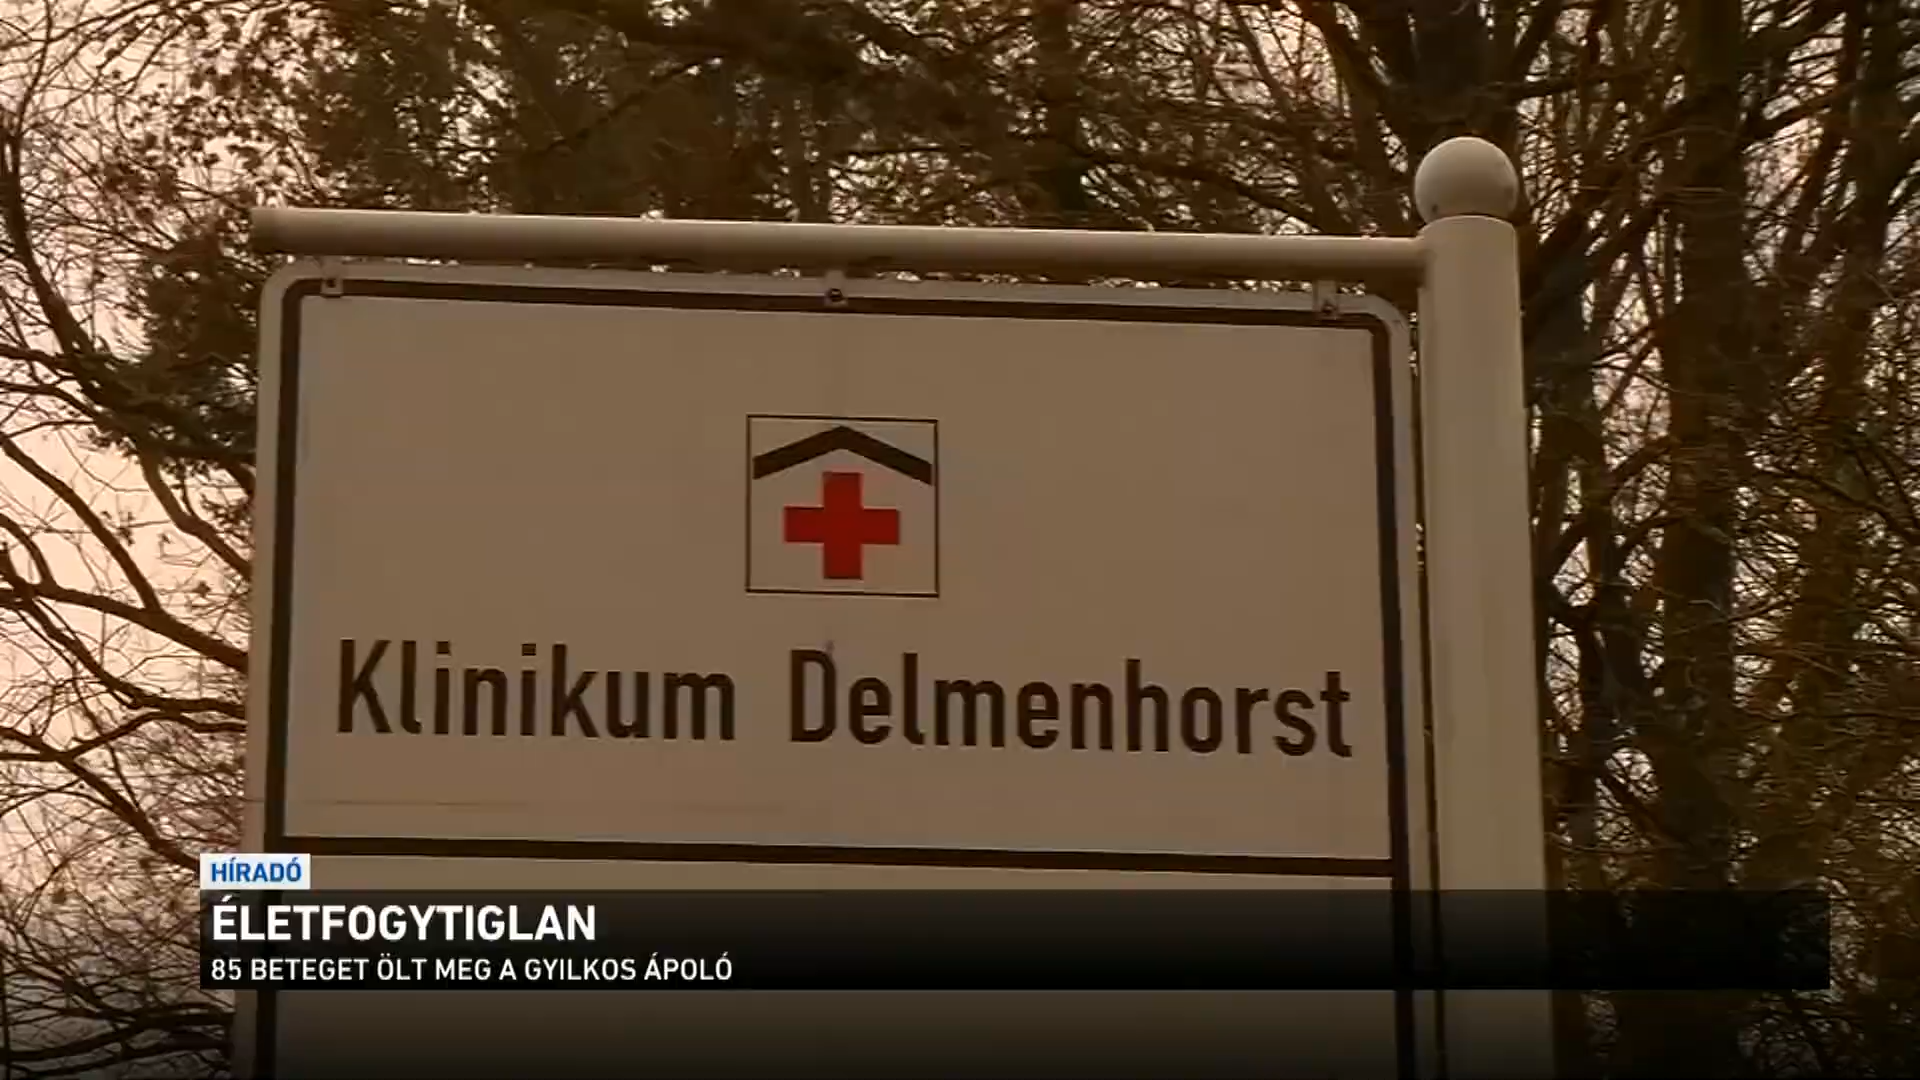 Klinikum Delmenhorst
HÍRADÓ
ÉLETFOGYTIGLAN
85 BETEGET ÖLT MEG A GYILKOS ÁPOLÓ